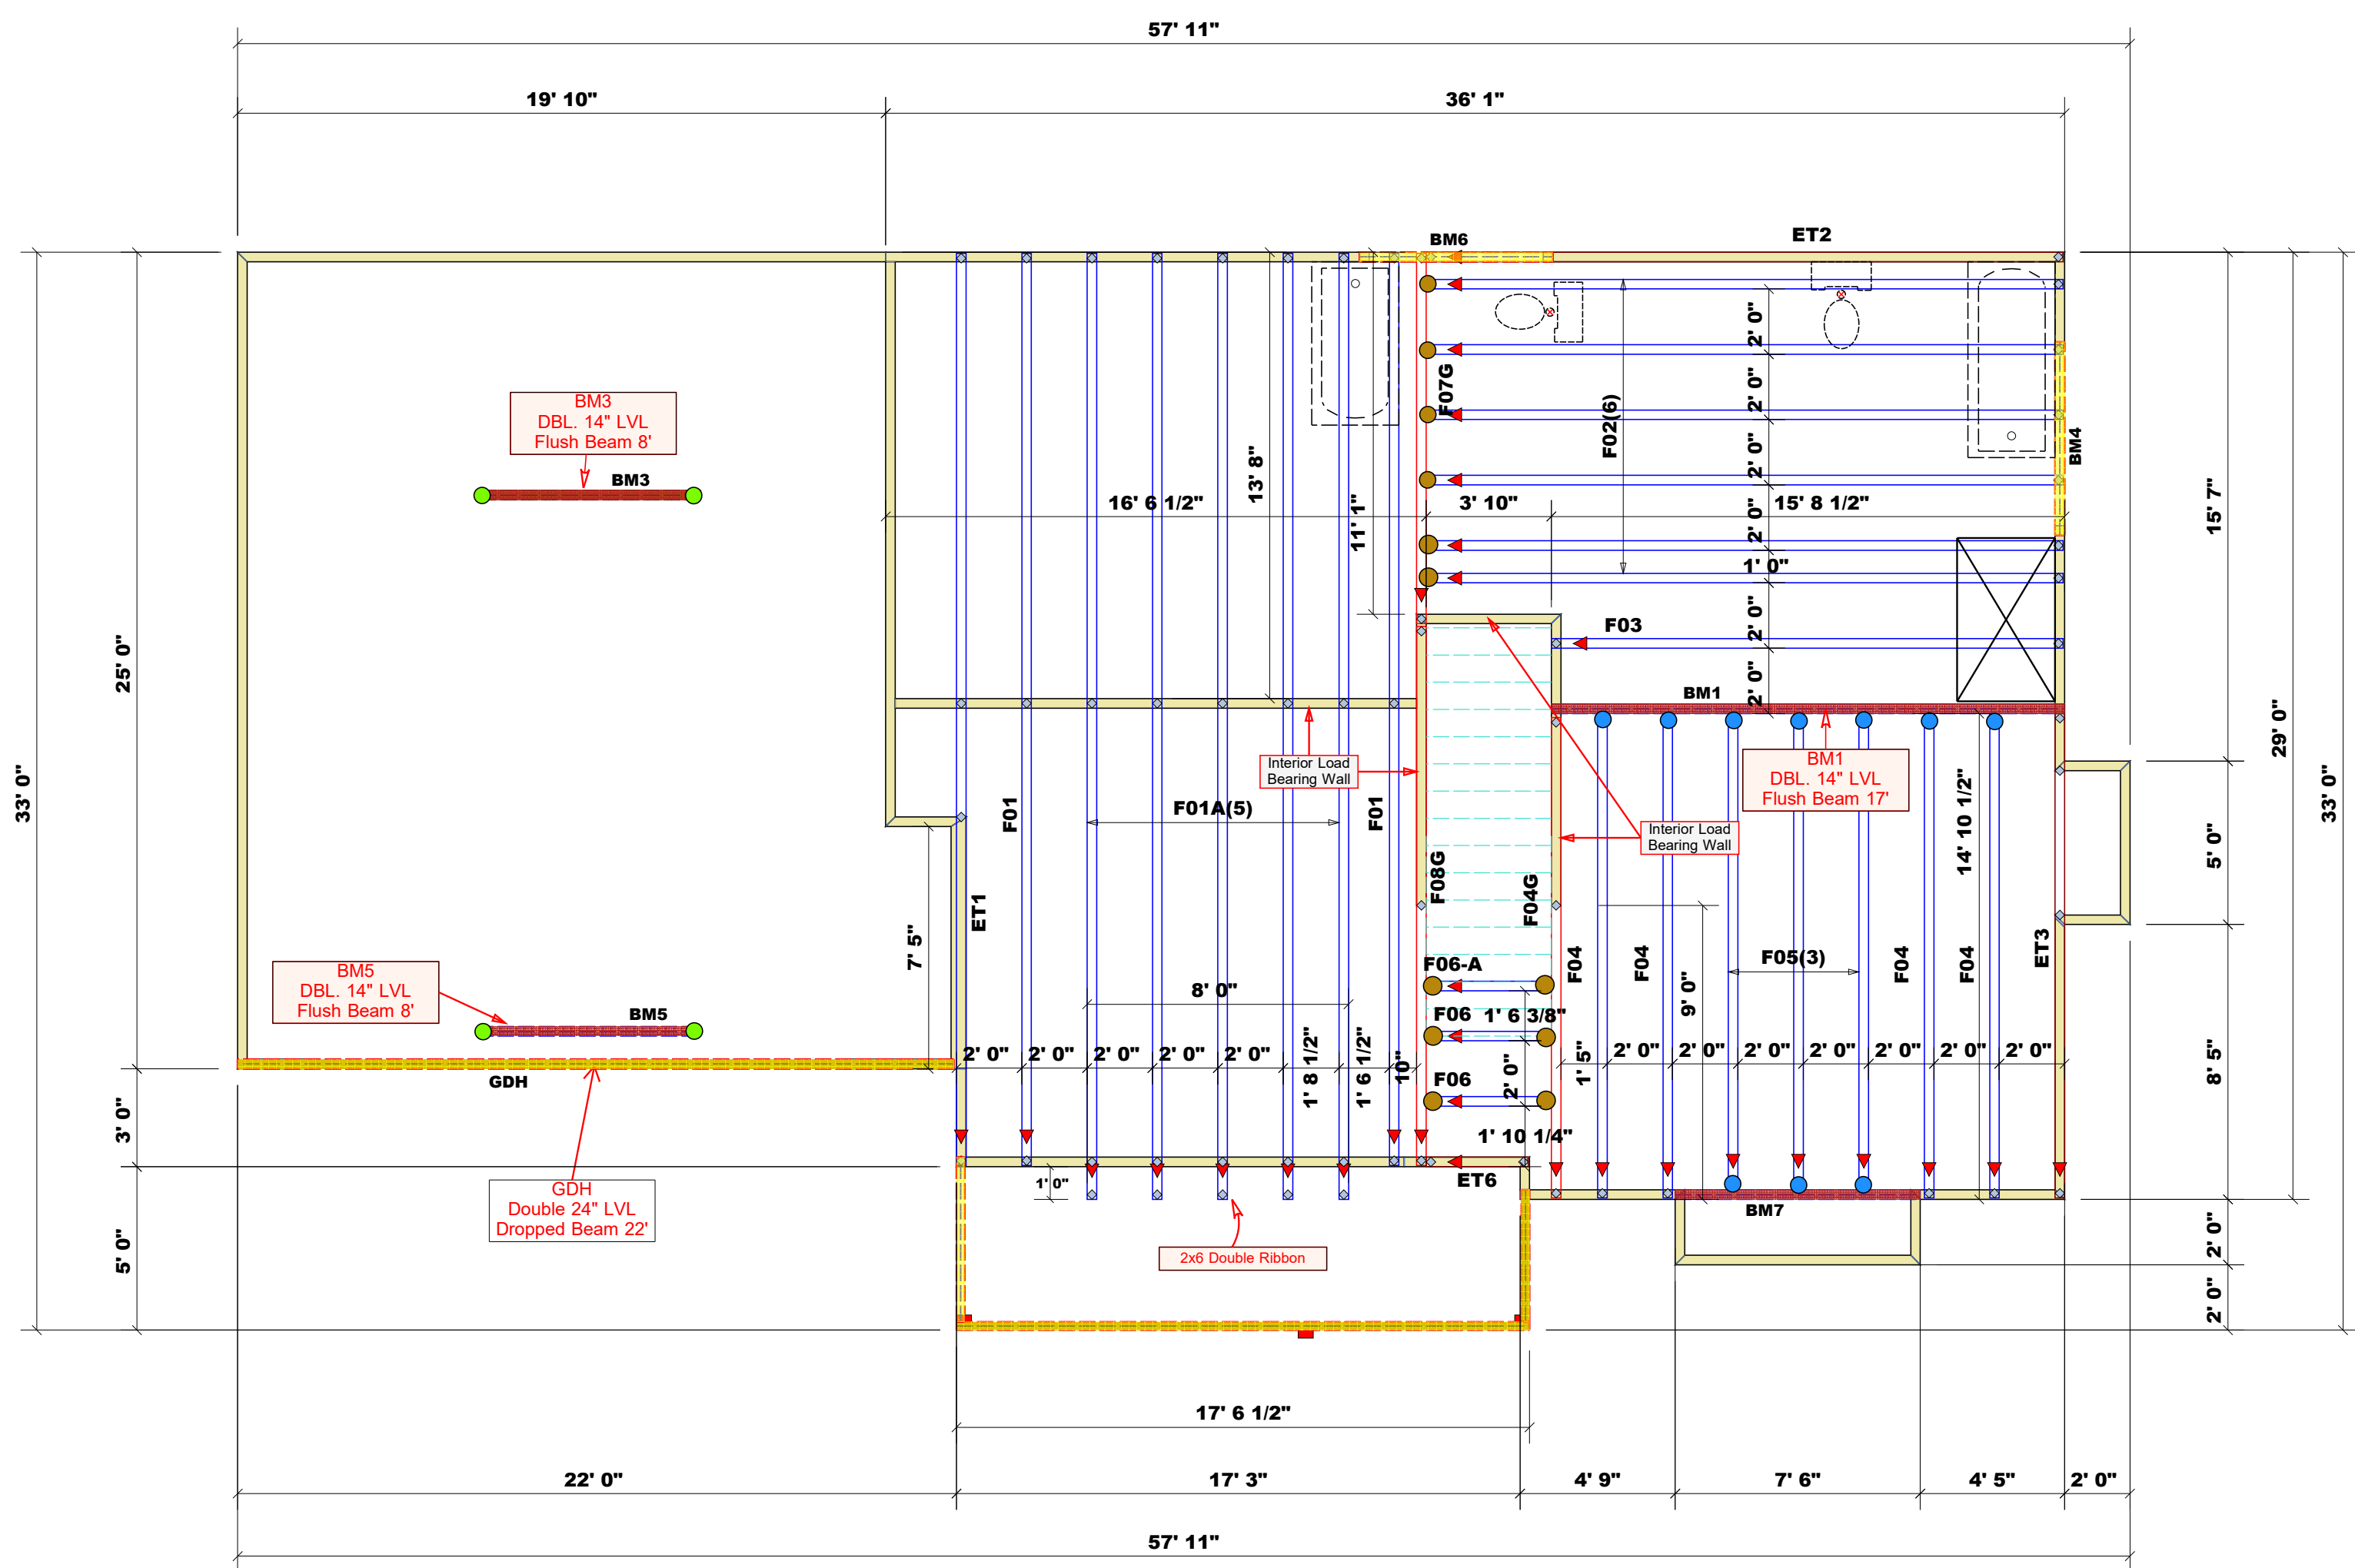 57' 11"
19' 10"
36' 1"
BM6
ET2
BM3
DBL. 14" LVL
Flush Beam 8'
BM3
F07G
F02(6)
2' 0"
2' 0"
2' 0"
2' 0"
1' 0"
2' 0"
2' 0"
BM4
13' 8"
11' 1"
16' 6 1/2"
3' 10"
15' 8 1/2"
15' 7"
25' 0"
33' 0"
F03
BM1
29' 0"
33' 0"
Interior Load
Bearing Wall
BM1
DBL. 14" LVL
Flush Beam 17'
F01
F01A(5)
F01
Interior Load
Bearing Wall
14' 10 1/2"
5' 0"
F08G
F04G
ET1
7' 5"
BM5
DBL. 14" LVL
Flush Beam 8'
BM5
8' 0"
F06-A
F06
1' 6 3/8"
F06
2' 0"
1' 10 1/4"
F04
F04
9' 0"
F05(3)
F04
F04
ET3
GDH
2' 0"
2' 0"
2' 0"
2' 0"
2' 0"
1' 8 1/2"
1' 6 1/2"
10"
1' 5"
2' 0"
2' 0"
2' 0"
2' 0"
2' 0"
2' 0"
2' 0"
8' 5"
3' 0"
5' 0"
GDH
Double 24" LVL
Dropped Beam 22'
1' 0"
ET6
BM7
2x6 Double Ribbon
2' 0"
2' 0"
17' 6 1/2"
22' 0"
17' 3"
4' 9"
7' 6"
4' 5"
2' 0"
57' 11"